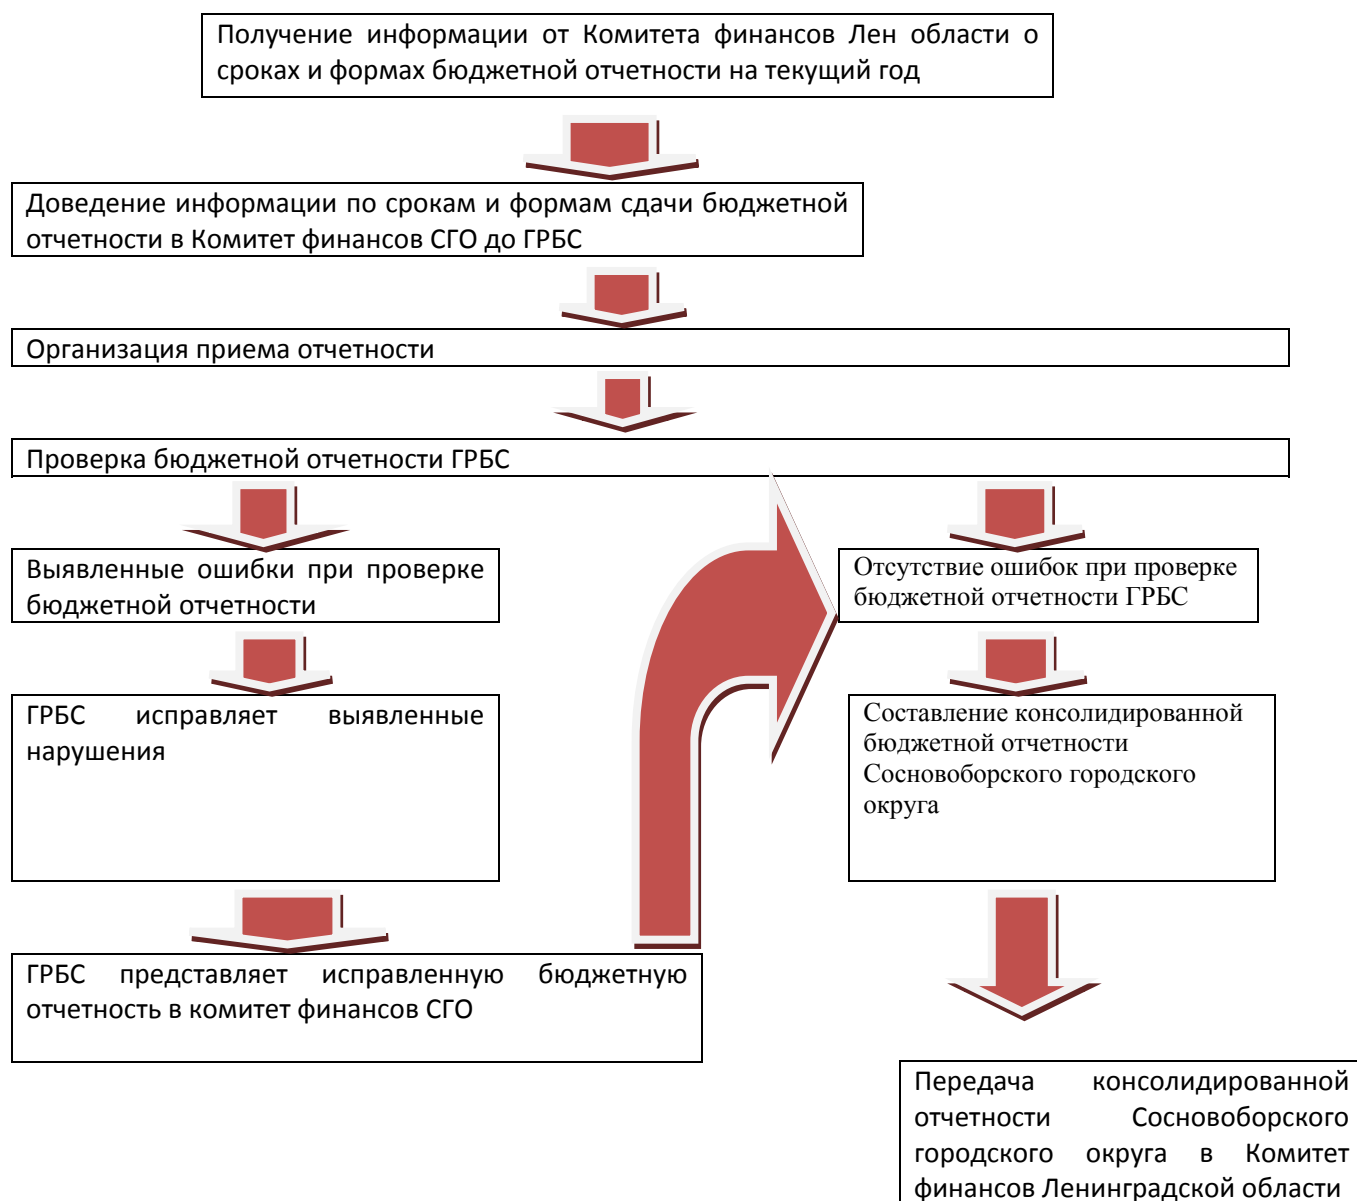 Получение информации от Комитета финансов Лен области о
сроках и формах бюджетной отчетности на текущий год
Доведение информации по срокам и формам сдачи бюджетной
отчетности в Комитет финансов СГО до ГРБС
Организация приема отчетности
Проверка бюджетной отчетности ГРБС
Выявленные ошибки при проверке
бюджетной отчетности
Отсутствие ошибок при проверке
бюджетной отчетности ГРБС
ГРБС исправляет выявленные
нарушения
Составление консолидированной
бюджетной отчетности
Сосновоборского городского
округа
ГРБС представляет исправленную бюджетную
отчетность в комитет финансов СГО
Передача консолидированной
отчетности Сосновоборского
городского округа в Комитет
финансов Ленинградской области